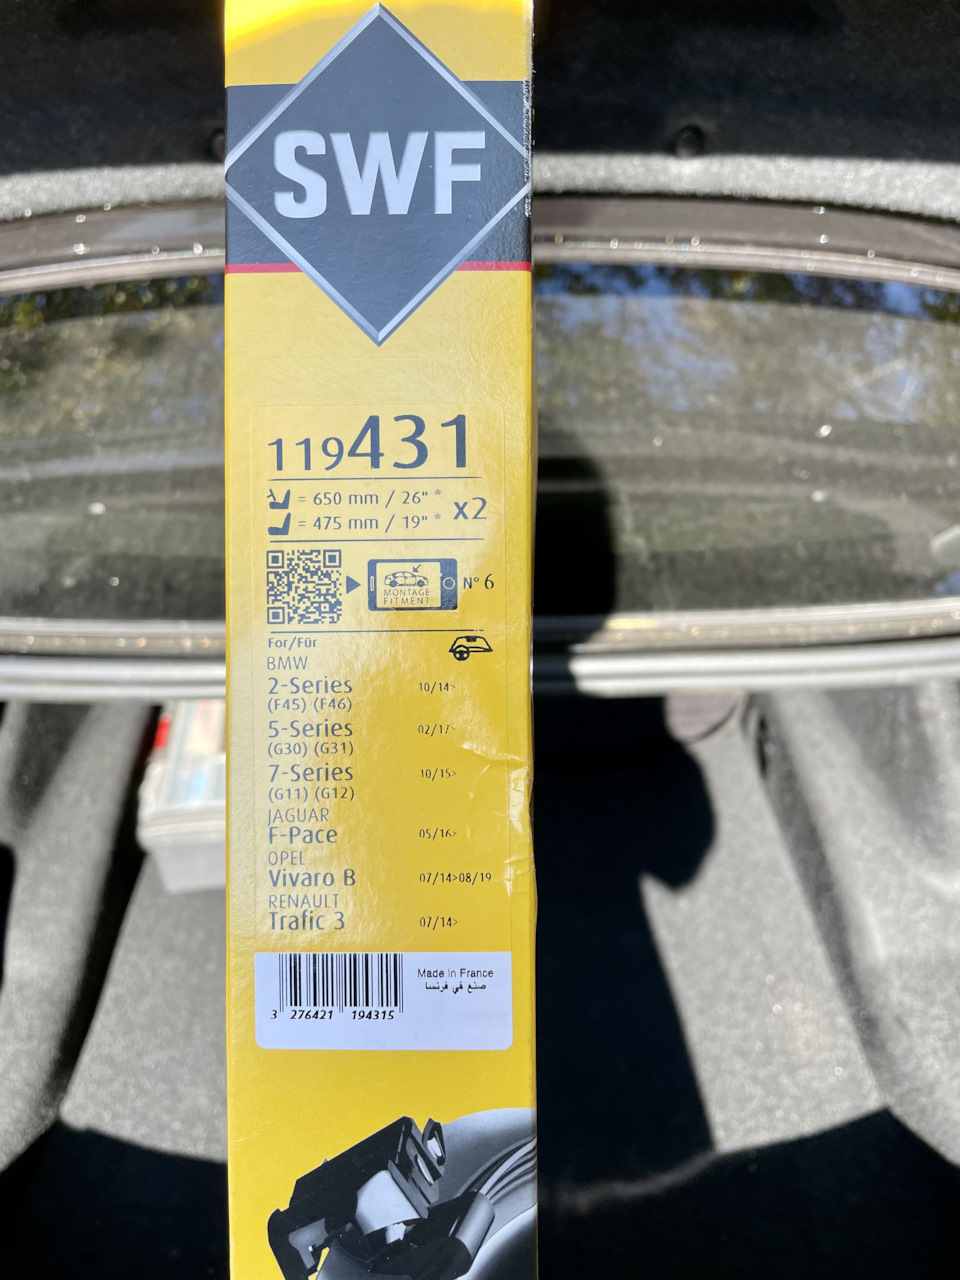 SWF
119431
= 650 mm / 26" *
= 475 mm / 19" *
x2
MONTAGE
FITMENT
N° 6
For/Für
BMW
2-Series 10/14>
(F45) (F46)
5-Series 02/17>
(G30) (G31)
7-Series 10/15>
(G11) (G12)
JAGUAR
F-Pace 05/16>
OPEL
Vivaro B 07/14>08/19
RENAULT
Trafic 3 07/14>
Made in France
صنع في فرنسا
3 276421 194315